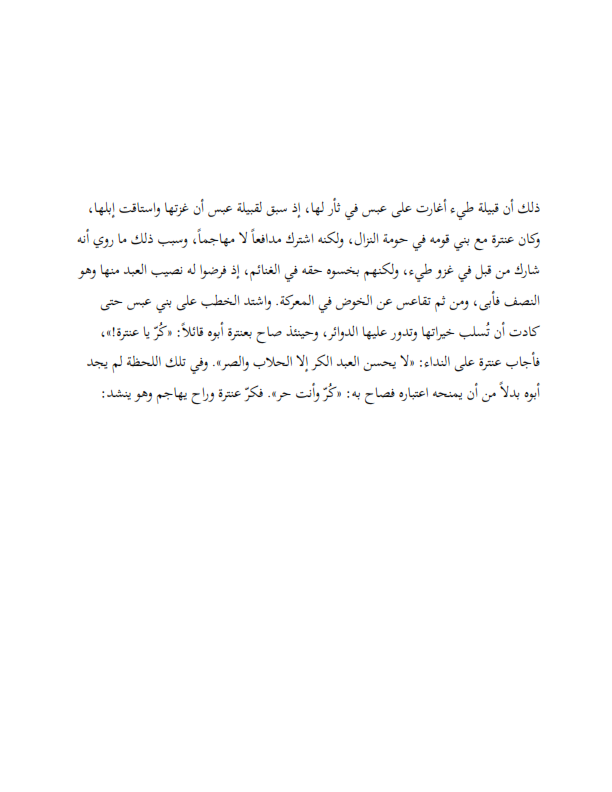 ذلك أن قبيلة طيء أغارت على عبس في ثأر لها، إذ سبق لقبيلة عبس أن غزتها واستاقت إبلها،
وكان عنترة مع بني قومه في حومة النزال، ولكنه اشترك مدافعاً لا مهاجماً، وسبب ذلك ما روي أنه
شارك من قبل في غزو طيء، ولكنهم بخسوه حقه في الغنائم، إذ فرضوا له نصيب العبد منها وهو
النصف فأبى، ومن ثم تقاعس عن الخوض في المعركة. واشتد الخطب على بني عبس حتى
كادت أن تُسلب خيراتها وتدور عليها الدوائر، وحينئذ صاح بعنترة أبوه قائلاً: «كُرّ يا عنترة!»،
فأجاب عنترة على النداء: «لا يحسن العبد الكر إلا الحلاب والصر». وفي تلك اللحظة لم يجد
أبوه بدلاً من أن يمنحه اعتباره فصاح به: «كُرّ وأنت حر». فكرّ عنترة وراح يهاجم وهو ينشد: